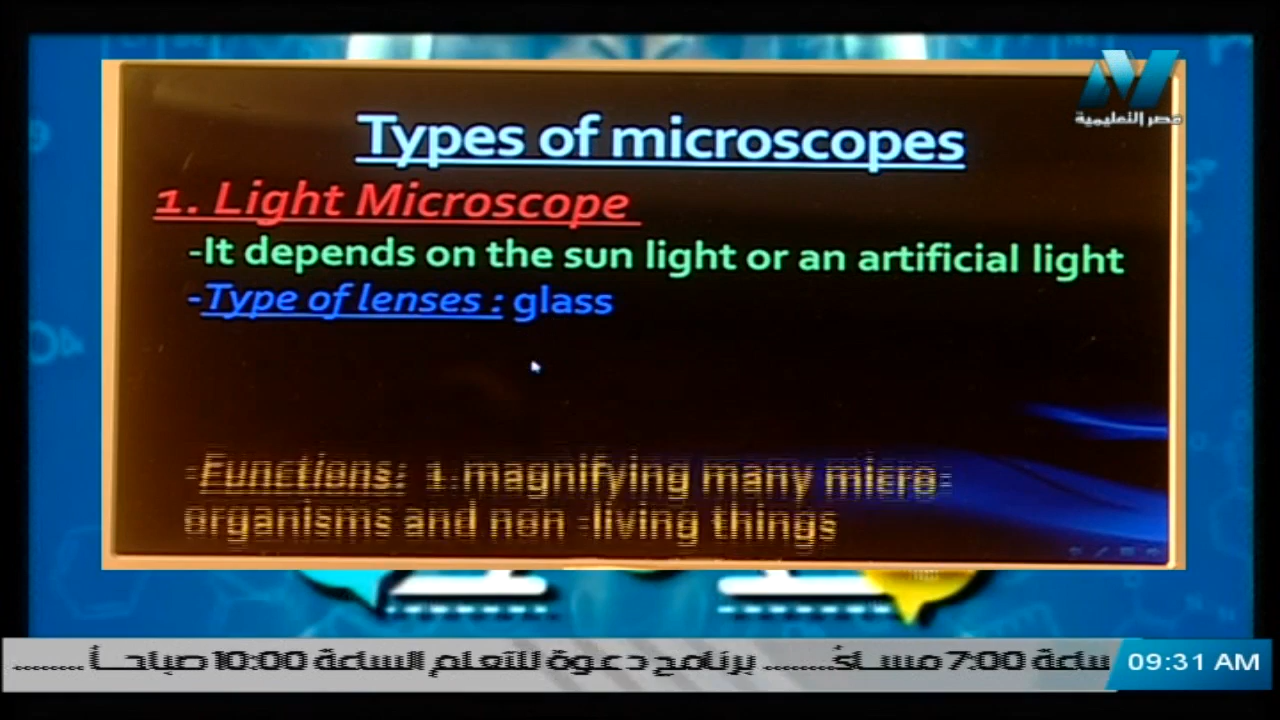 Types of microscopes
مصر التعليمية
1. Light Microscope
-It depends on the sun light or an artificial light
-Type of lenses : glass
-Functions: 1.magnifying many micro-
organisms and non -living things
ساعة 7:00 مساءً........ برنامج دعوة للتعلم الساعة 10:00 صباحـــاً ........
09:31 AM